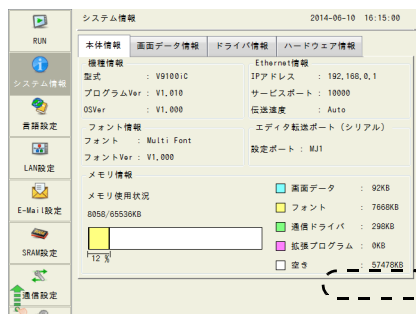 システム情報 2014-06-10 16:15:00
RUN
システム情報
言語設定
LAN設定
E-Mail設定
SRAM設定
通信設定
本体情報 画面データ情報 ドライバ情報 ハードウェア情報
機種情報
型式 : V9100iC
プログラムVer : V1.010
OSVer : V1.000
Ethernet情報
IPアドレス : 192,168,0,1
サービスポート : 10000
伝送速度 : Auto
フォント情報
フォント : Multi Font
フォントVer : V1.000
エディタ転送ポート (シリアル)
設定ポート : MJ1
メモリ情報
メモリ使用状況
8058/65536KB
12 %
画面データ : 92KB
フォント : 7668KB
通信ドライバ : 298KB
拡張プログラム : 0KB
空き : 57478KB